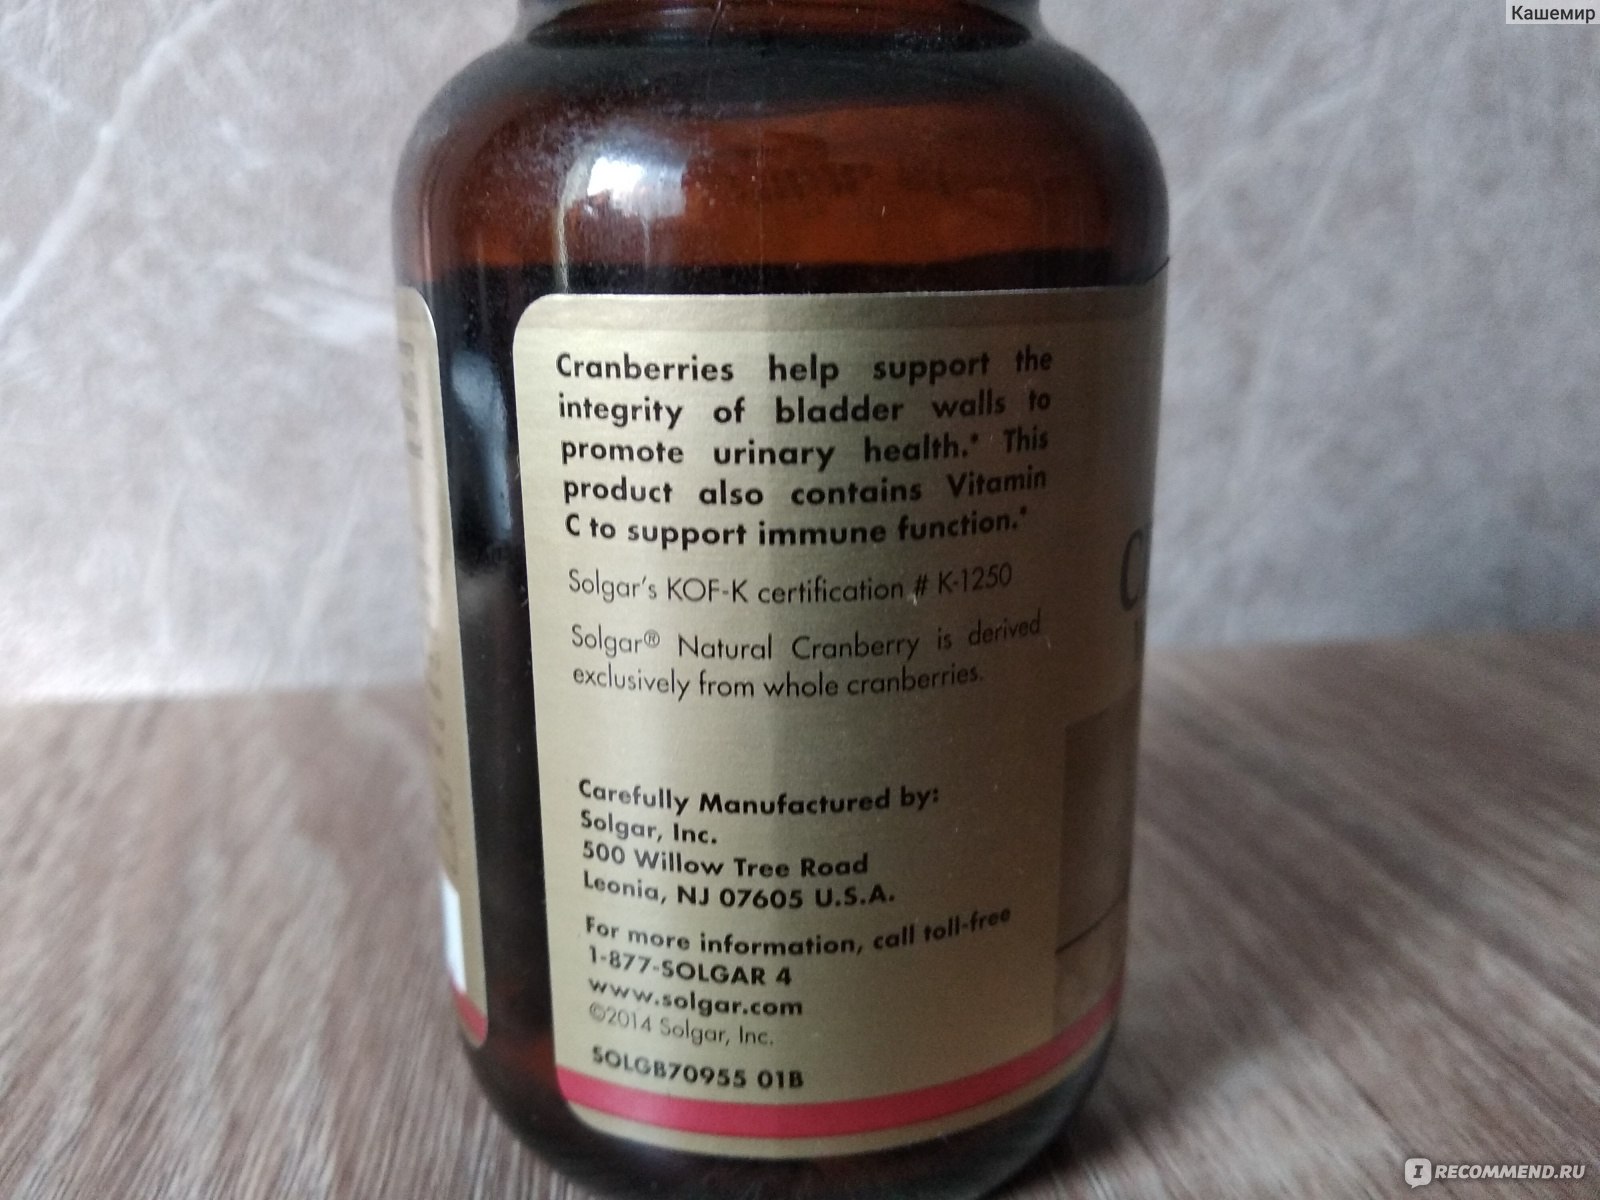 Кашемир
Cranberries help support the
integrity of bladder walls to
promote urinary health.* This
product also contains Vitamin
C to support immune function.*
Solgar's KOF-K certification # K-1250
Solgar® Natural Cranberry is derived
exclusively from whole cranberries.
Carefully Manufactured by:
Solgar, Inc.
500 Willow Tree Road
Leonia, NJ 07605 U.S.A.
For more information, call toll-free
1-877-SOLGAR 4
www.solgar.com
©2014 Solgar, Inc.
SOLGB70955 01B
IRECOMMEND.RU